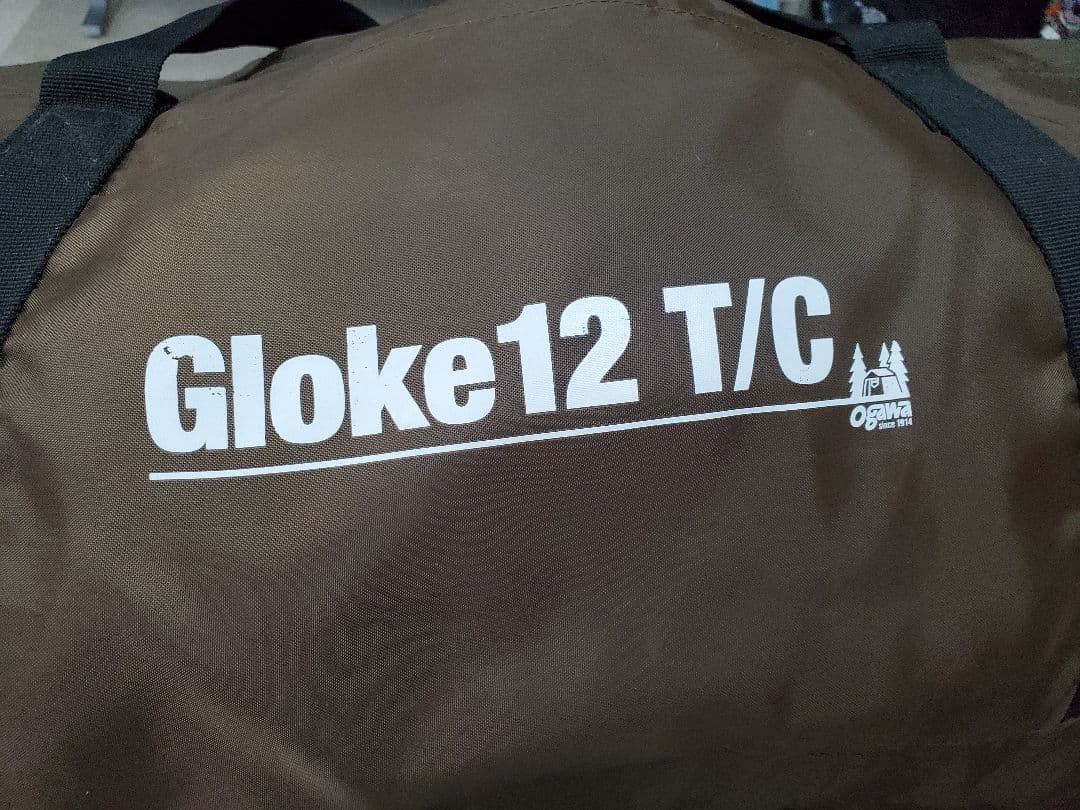 Gloke12 T/C
Ogawa
since 1914